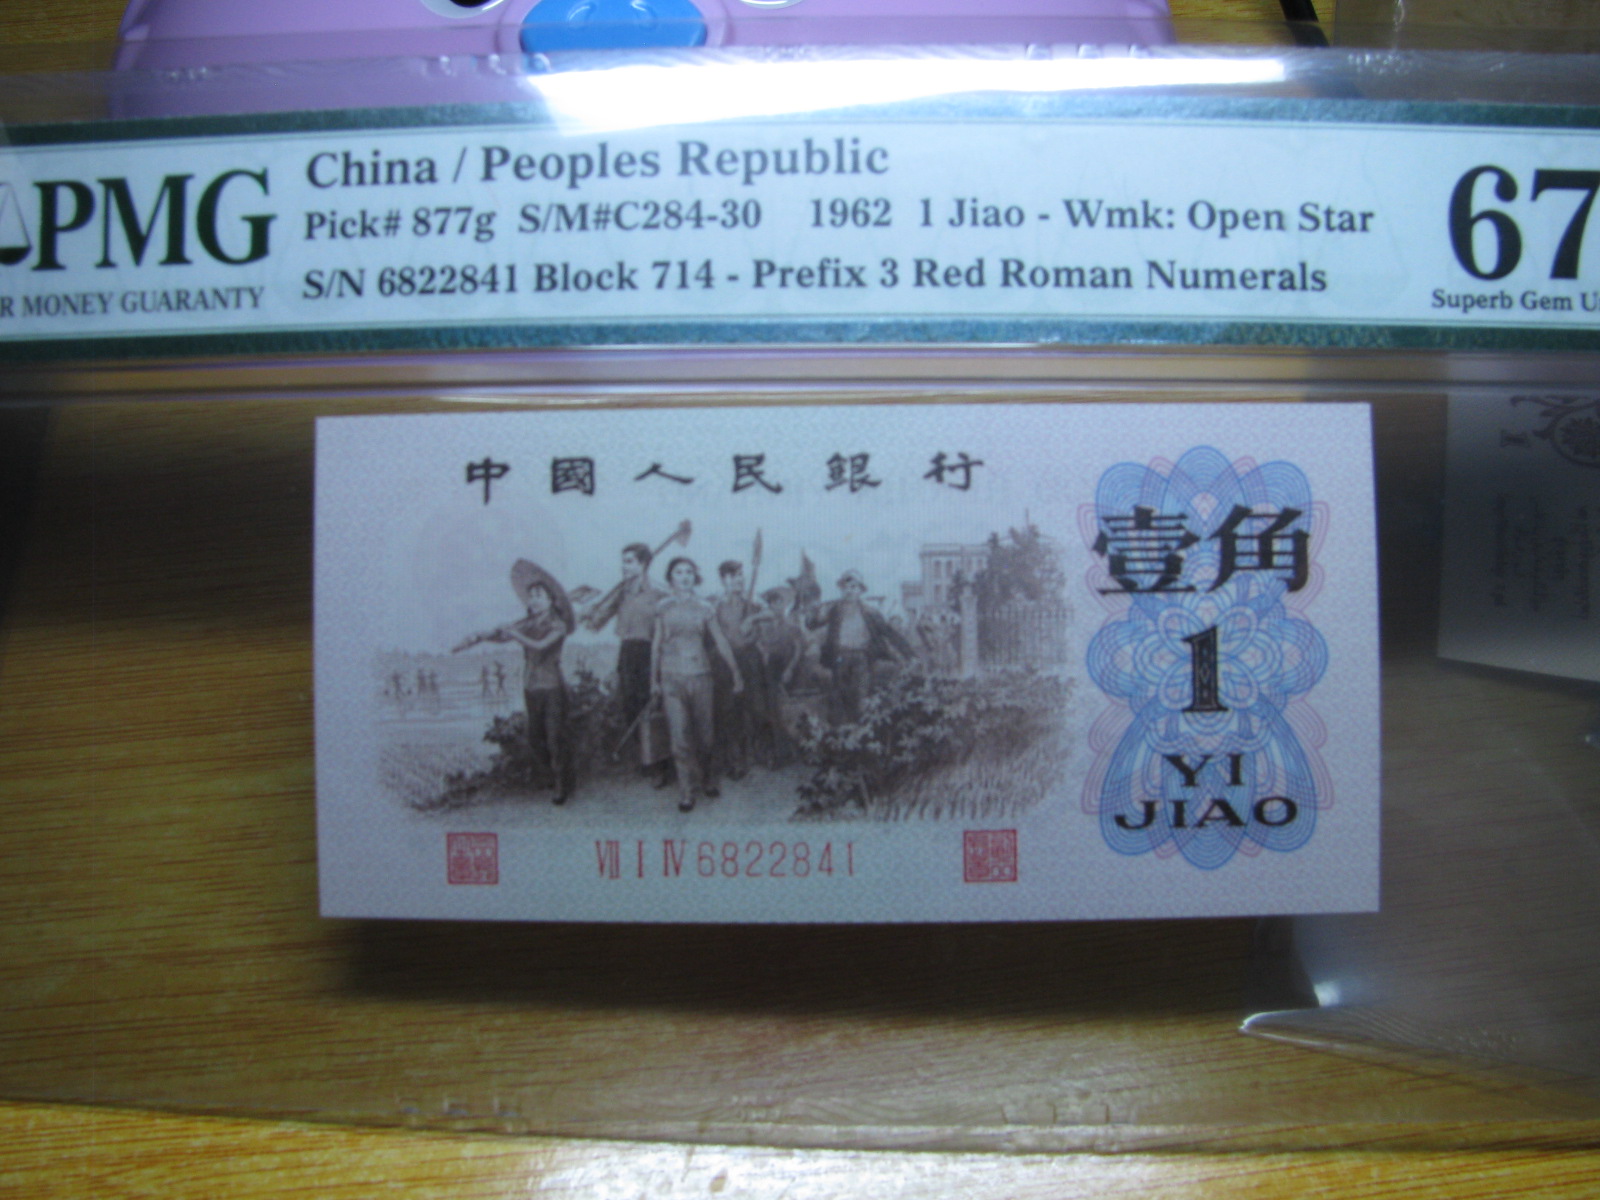 China / Peoples Republic
PMG
Pick# 877g S/M#C284-30 1962 1 Jiao - Wmk: Open Star
67
S/N 6822841 Block 714 - Prefix 3 Red Roman Numerals
MONEY GUARANTY
Superb Gem
中國人民銀行
壹角
1
YI
JIAO
VII I IV 6822841